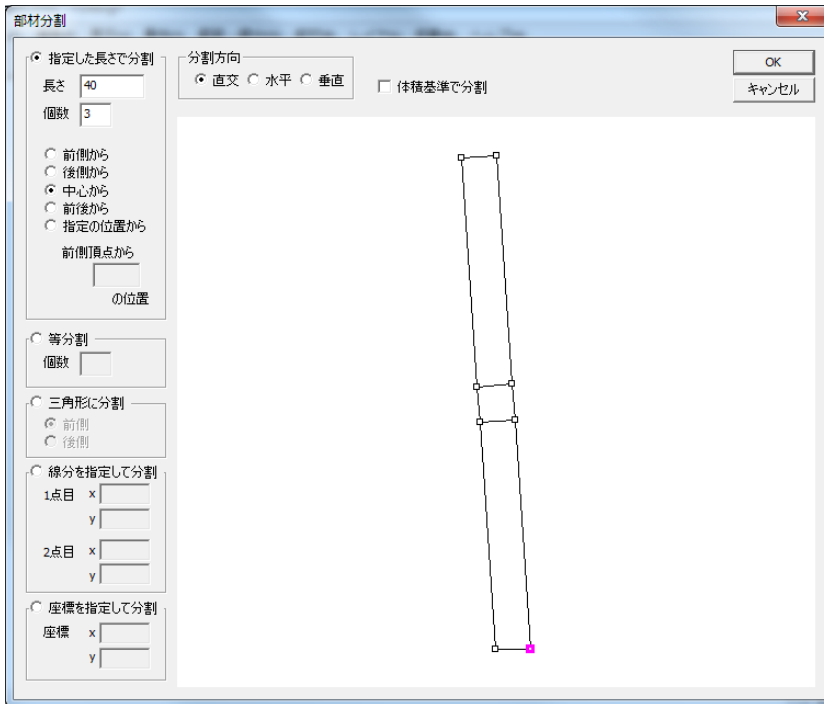 部材分割
指定した長さで分割
長さ 40
個数 3
前側から
後側から
中心から
前後から
指定の位置から
前側頂点から
の位置
等分割
個数
三角形に分割
前側
後側
線分を指定して分割
1点目 x
y
2点目 x
y
座標を指定して分割
座標 x
y
分割方向
直交 水平 垂直
体積基準で分割
OK
キャンセル